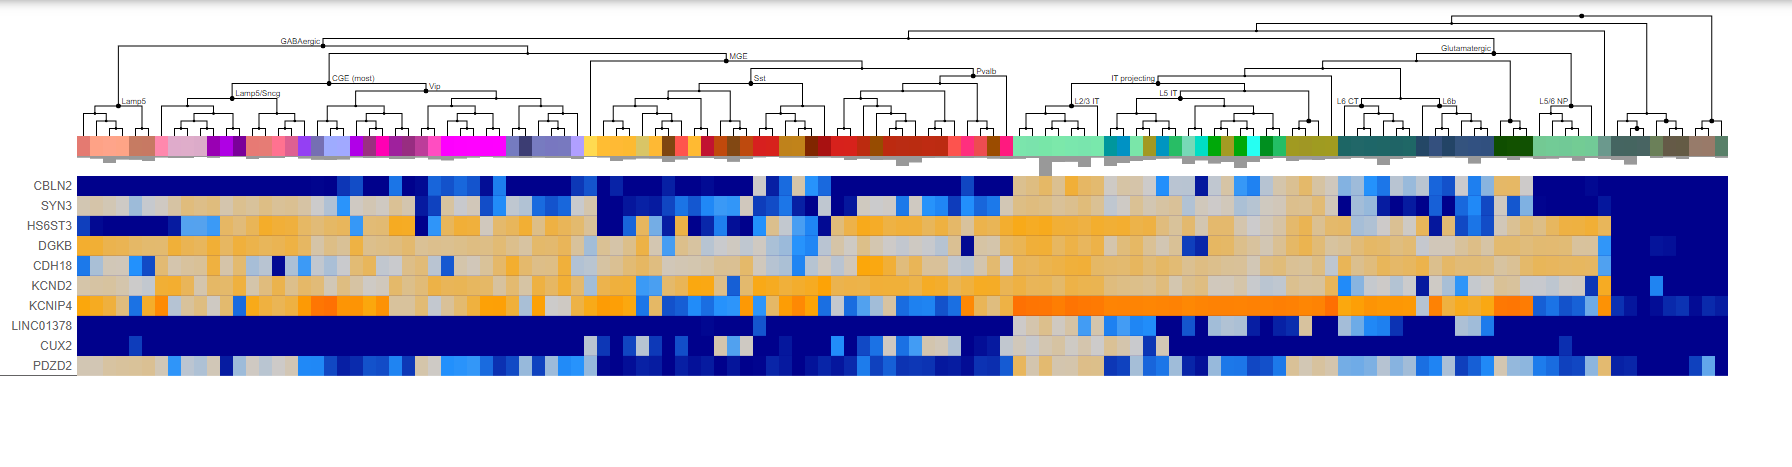 GABAergic
Glutamatergic
MGE
Pvalb
CGE (most)
Sst
IT projecting
Vip
Lamp5/Sncg
L5 IT
Lamp5
L2/3 IT
L6 CT
L6b
L5/6 NP
CBLN2
SYN3
HS6ST3
DGKB
CDH18
KCND2
KCNIP4
LINC01378
CUX2
PDZD2